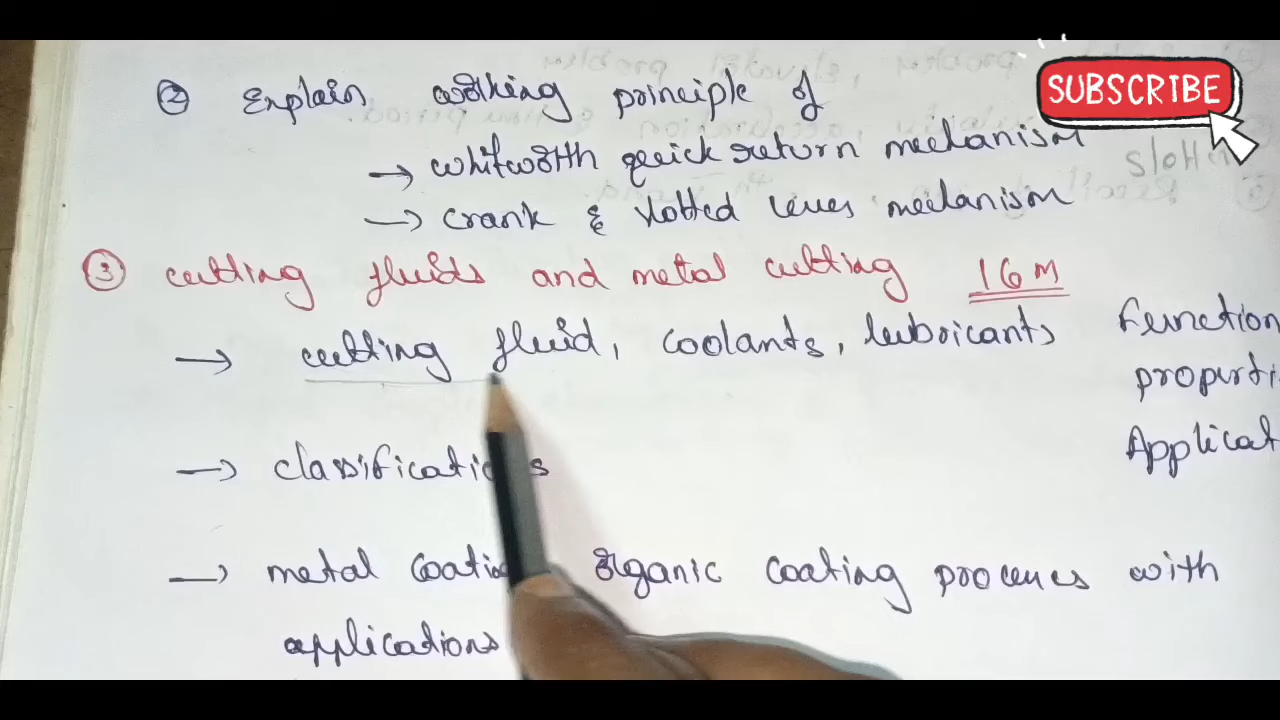 ② Explain working principle of
→ whitworth quick return mechanism
→ crank & slotted lever mechanism
③ cutting fluids and metal cutting 16M
→ cutting fluid, coolants, lubricants Function
properti
Applicat
→ classifications
→ metal coating organic coating process with
applications
SUBSCRIBE